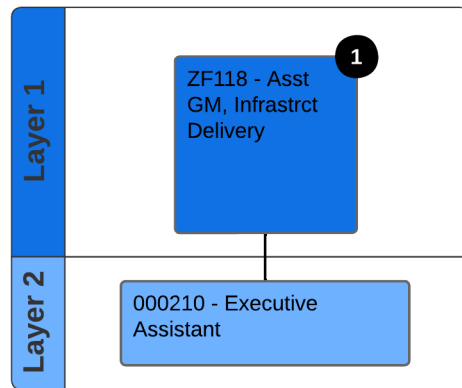 Layer 1
1
ZF118 - Asst
GM, Infrastrct
Delivery
Layer 2
000210 - Executive
Assistant